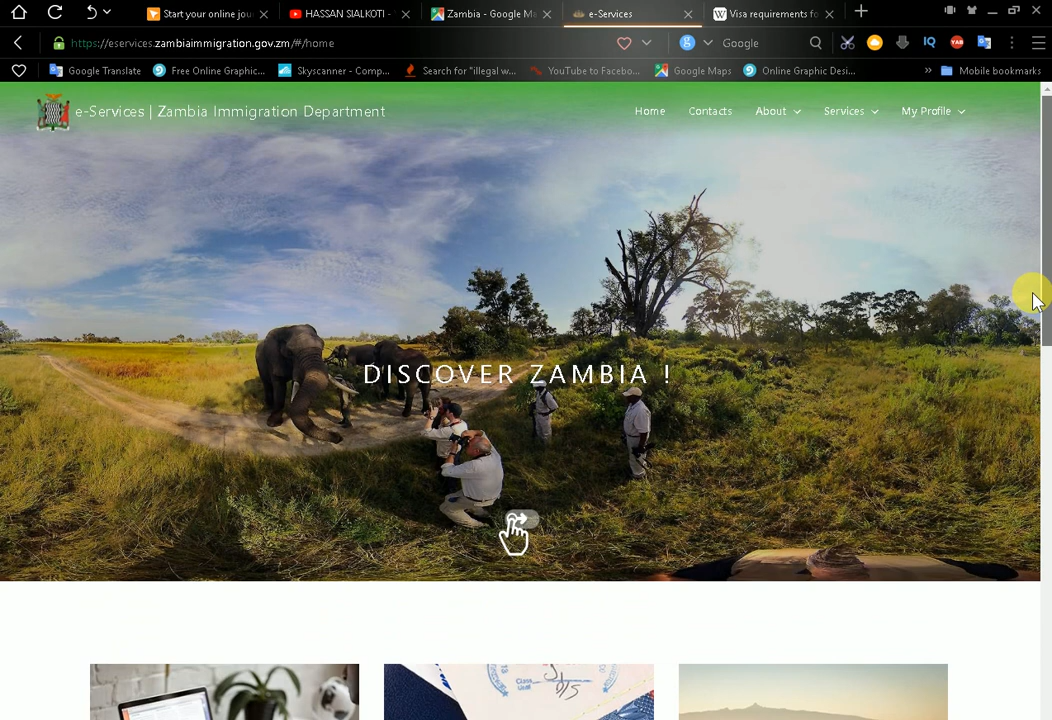 Start your online jou
HASSAN SIALKOTI -
Zambia - Google Ma
e-Services
Visa requirements fo
https://eservices.zambiaimmigration.gov.zm/#/home
Google
Google Translate
Free Online Graphic...
Skyscanner - Comp...
Search for "illegal w...
YouTube to Facebo...
Google Maps
Online Graphic Desi...
Mobile bookmarks
e-Services | Zambia Immigration Department
Home
Contacts
About
Services
My Profile
DISCOVER ZAMBIA !